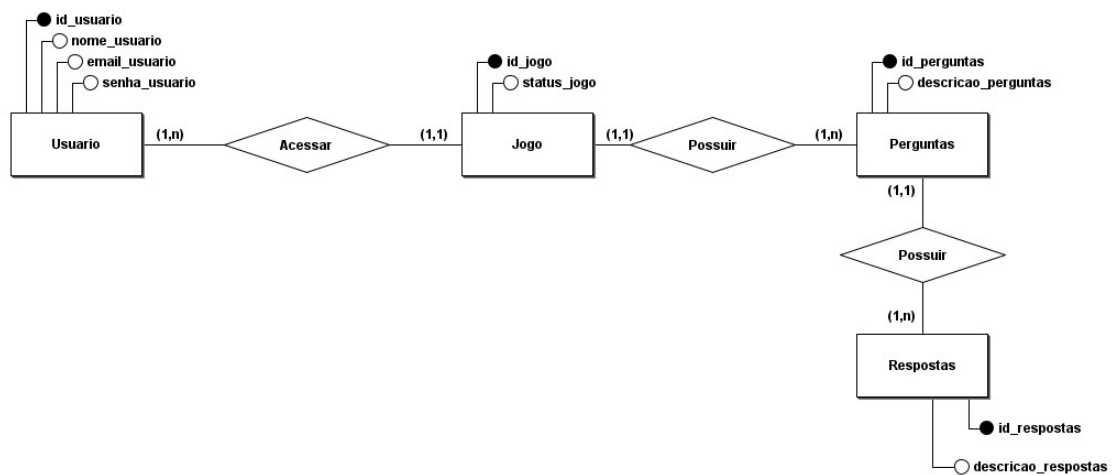 id_usuario
nome_usuario
email_usuario
senha_usuario
Usuario
(1,n)
Acessar
(1,1)
id_jogo
status_jogo
Jogo
(1,1)
Possuir
(1,n)
id_perguntas
descricao_perguntas
Perguntas
(1,1)
Possuir
(1,n)
Respostas
id_respostas
descricao_respostas